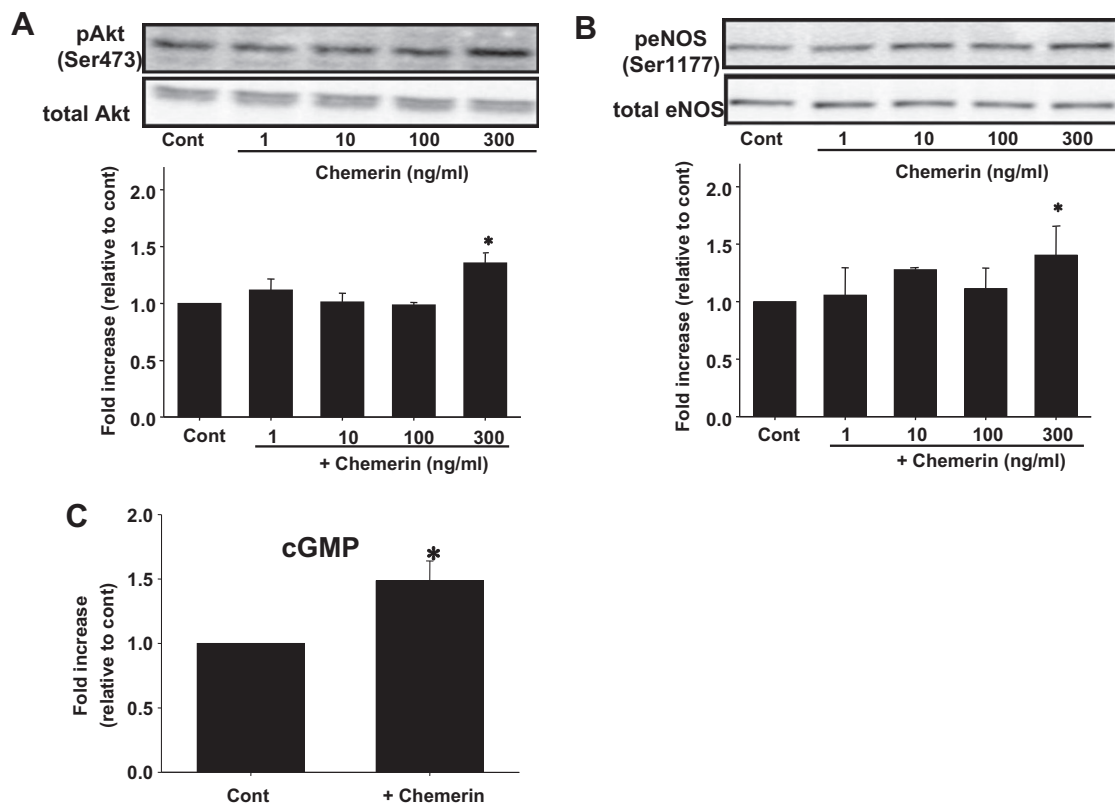 A
pAkt
(Ser473)
total Akt
Cont 1 10 100 300
Chemerin (ng/ml)
Fold increase (relative to cont)
2.0
1.5
1.0
0.5
0.0
*
Cont 1 10 100 300
+ Chemerin (ng/ml)
B
peNOS
(Ser1177)
total eNOS
Cont 1 10 100 300
Chemerin (ng/ml)
Fold increase (relative to cont)
2.0
1.5
1.0
0.5
0.0
*
Cont 1 10 100 300
+ Chemerin (ng/ml)
C
cGMP
Fold increase
(relative to cont)
2.0
1.5
1.0
0.5
0.0
*
Cont + Chemerin